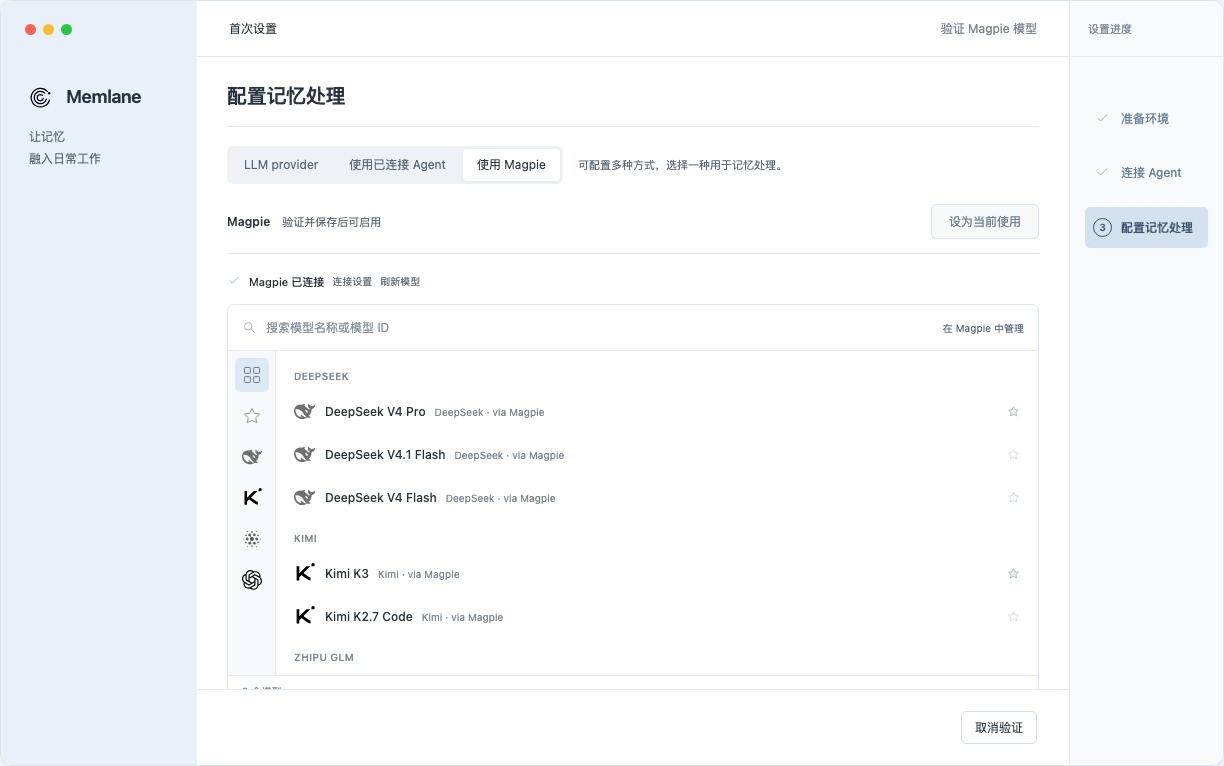 首次设置
验证 Magpie 模型
设置进度
Memlane
让记忆
融入日常工作
配置记忆处理
LLM provider
使用已连接 Agent
使用 Magpie
可配置多种方式，选择一种用于记忆处理。
Magpie 验证并保存后可启用
设为当前使用
Magpie 已连接 连接设置 刷新模型
搜索模型名称或模型 ID
在 Magpie 中管理
DEEPSEEK
DeepSeek V4 Pro DeepSeek · via Magpie
DeepSeek V4.1 Flash DeepSeek · via Magpie
DeepSeek V4 Flash DeepSeek · via Magpie
KIMI
Kimi K3 Kimi · via Magpie
Kimi K2.7 Code Kimi · via Magpie
ZHIPU GLM
取消验证
准备环境
连接 Agent
3 配置记忆处理